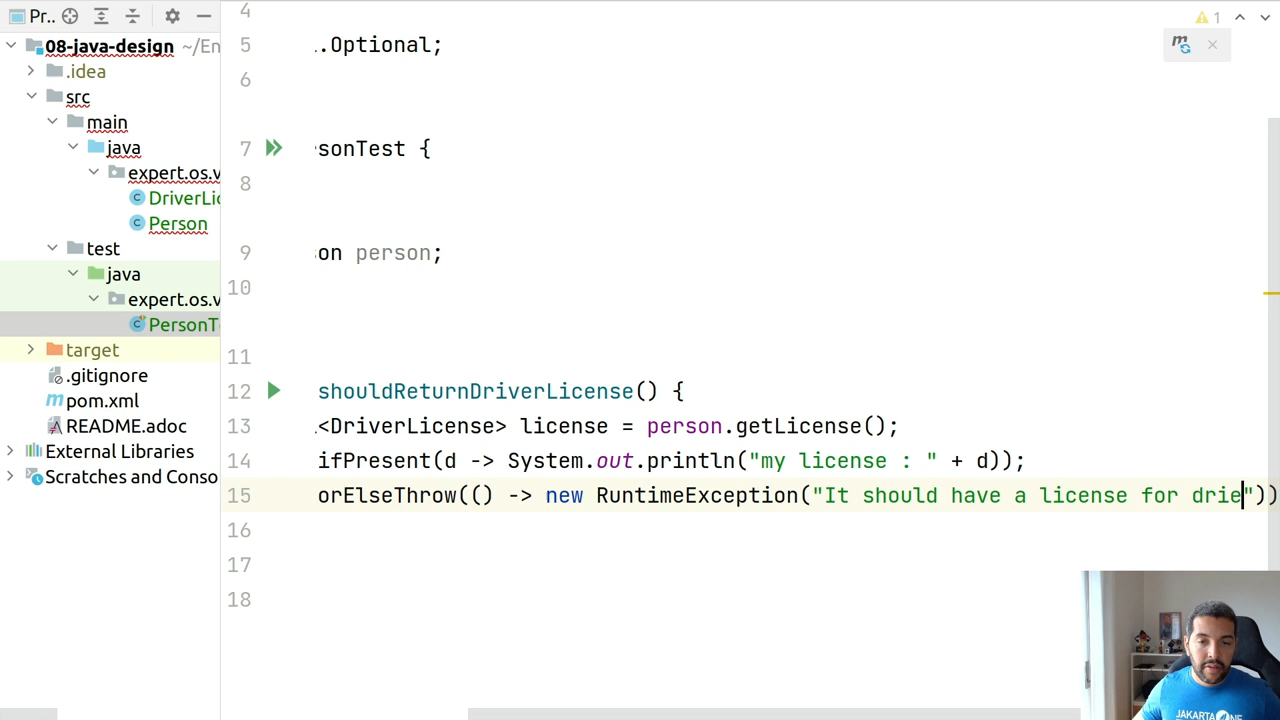 Pr..
08-java-design ~/En
.idea
src
main
java
expert.os.v
DriverLic
Person
test
java
expert.os.v
PersonT
target
.gitignore
pom.xml
README.adoc
External Libraries
Scratches and Conso
1
4
5 .Optional;
6
7 sonTest {
8
9 on person;
10
11
12 shouldReturnDriverLicense() {
13 <DriverLicense> license = person.getLicense();
14 ifPresent(d -> System.out.println("my license : " + d));
15 orElseThrow(() -> new RuntimeException("It should have a license for drie"))
16
17
18
JAKARTAONE